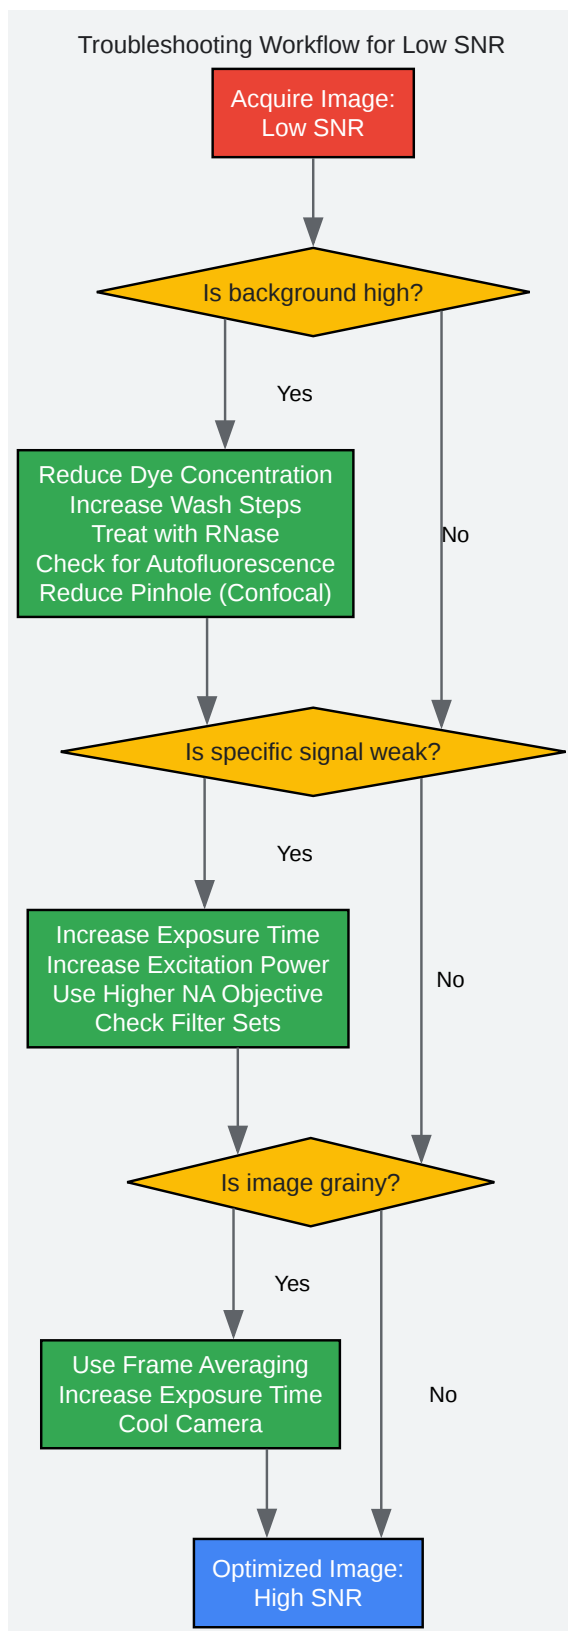 Troubleshooting Workflow for Low SNR
Acquire Image:
Low SNR
Is background high?
Yes
Reduce Dye Concentration
Increase Wash Steps
Treat with RNase
Check for Autofluorescence
Reduce Pinhole (Confocal)
No
Is specific signal weak?
Yes
Increase Exposure Time
Increase Excitation Power
Use Higher NA Objective
Check Filter Sets
No
Is image grainy?
Yes
Use Frame Averaging
Increase Exposure Time
Cool Camera
No
Optimized Image:
High SNR